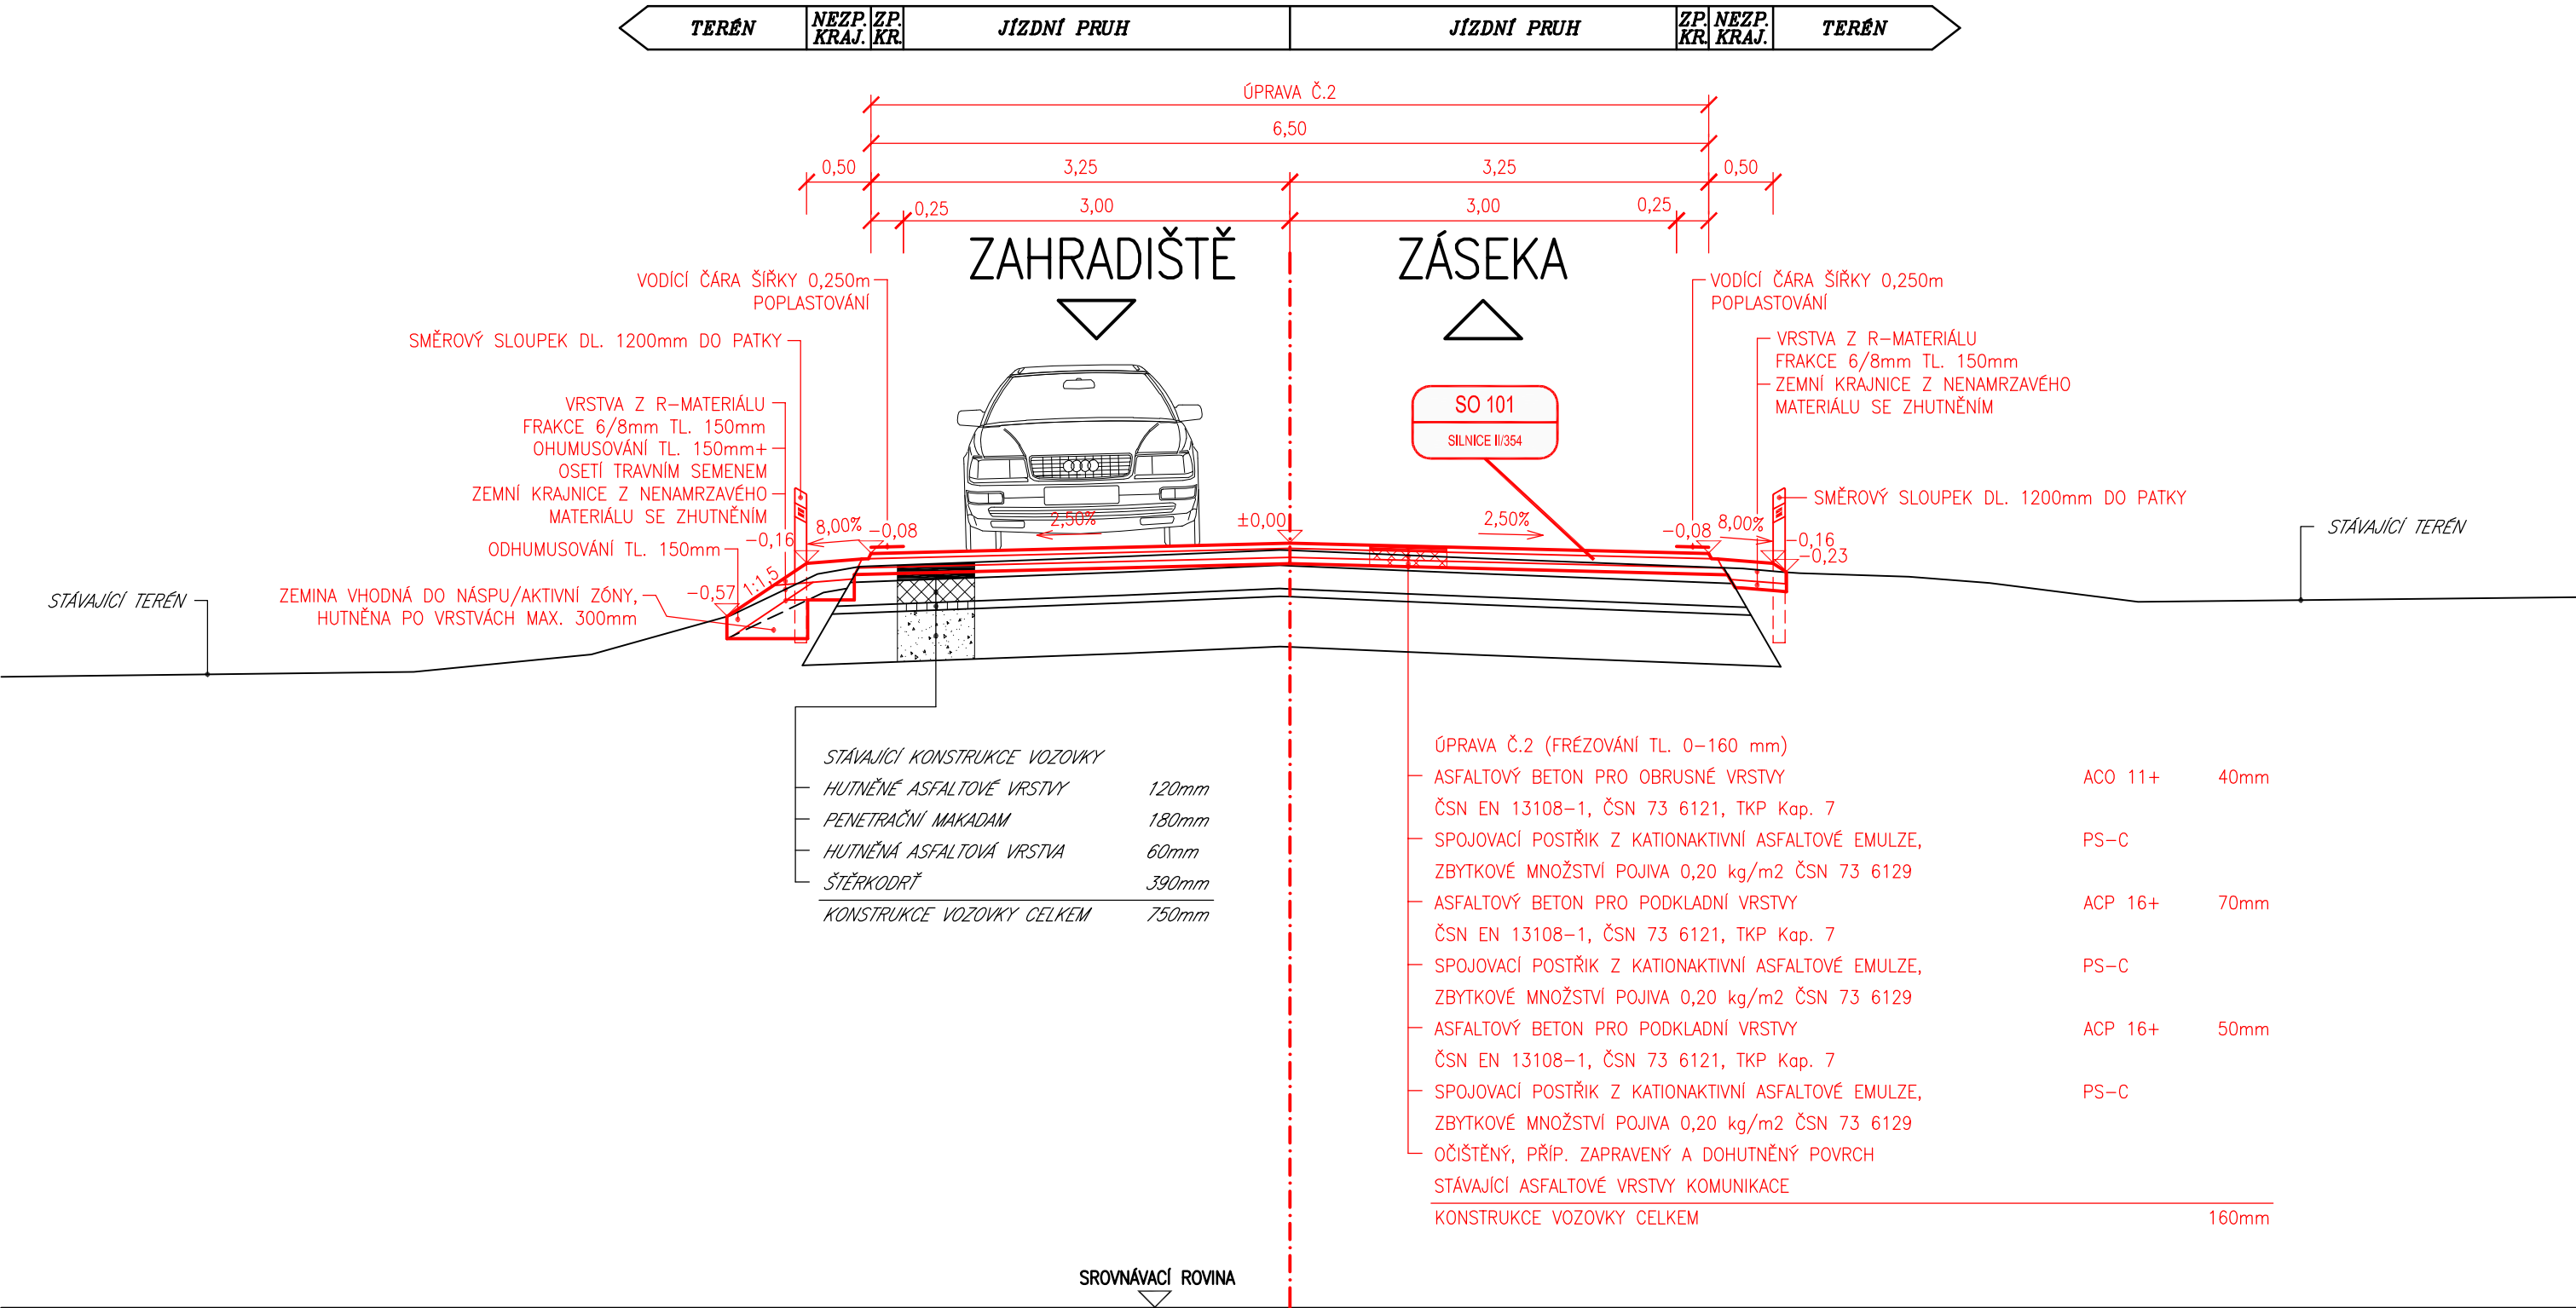 TERÉN NEZP. KRAJ. ZP. KR. JÍZDNÍ PRUH JÍZDNÍ PRUH ZP. KR. NEZP. KRAJ. TERÉN
ÚPRAVA Č.2
6,50
0,50 3,25 3,25 0,50
0,25 3,00 3,00 0,25
ZAHRADIŠTĚ ZÁSEKA
VODÍCÍ ČÁRA ŠÍŘKY 0,250m
POPLASTOVÁNÍ
SMĚROVÝ SLOUPEK DL. 1200mm DO PATKY
VRSTVA Z R-MATERIÁLU
FRAKCE 6/8mm TL. 150mm
OHUMUSOVÁNÍ TL. 150mm+
OSETÍ TRAVNÍM SEMENEM
ZEMNÍ KRAJNICE Z NENAMRZAVÉHO
MATERIÁLU SE ZHUTNĚNÍM
ODHUMUSOVÁNÍ TL. 150mm
ZEMINA VHODNÁ DO NÁSPU/AKTIVNÍ ZÓNY,
HUTNĚNA PO VRSTVÁCH MAX. 300mm
STÁVAJÍCÍ TERÉN
VODÍCÍ ČÁRA ŠÍŘKY 0,250m
POPLASTOVÁNÍ
VRSTVA Z R-MATERIÁLU
FRAKCE 6/8mm TL. 150mm
ZEMNÍ KRAJNICE Z NENAMRZAVÉHO
MATERIÁLU SE ZHUTNĚNÍM
SO 101
SILNICE II/354
SMĚROVÝ SLOUPEK DL. 1200mm DO PATKY
STÁVAJÍCÍ TERÉN
8,00% -0,08 2,50% ±0,00 2,50% -0,08 8,00%
-0,16 -0,16
-0,23
-0,57 1:1,5
STÁVAJÍCÍ KONSTRUKCE VOZOVKY
HUTNĚNÉ ASFALTOVÉ VRSTVY 120mm
PENETRAČNÍ MAKADAM 180mm
HUTNĚNÁ ASFALTOVÁ VRSTVA 60mm
ŠTĚRKODRŤ 390mm
KONSTRUKCE VOZOVKY CELKEM 750mm
ÚPRAVA Č.2 (FRÉZOVÁNÍ TL. 0-160 mm)
ASFALTOVÝ BETON PRO OBRUSNÉ VRSTVY ACO 11+ 40mm
ČSN EN 13108-1, ČSN 73 6121, TKP Kap. 7
SPOJOVACÍ POSTŘIK Z KATIONAKTIVNÍ ASFALTOVÉ EMULZE, PS-C
ZBYTKOVÉ MNOŽSTVÍ POJIVA 0,20 kg/m2 ČSN 73 6129
ASFALTOVÝ BETON PRO PODKLADNÍ VRSTVY ACP 16+ 70mm
ČSN EN 13108-1, ČSN 73 6121, TKP Kap. 7
SPOJOVACÍ POSTŘIK Z KATIONAKTIVNÍ ASFALTOVÉ EMULZE, PS-C
ZBYTKOVÉ MNOŽSTVÍ POJIVA 0,20 kg/m2 ČSN 73 6129
ASFALTOVÝ BETON PRO PODKLADNÍ VRSTVY ACP 16+ 50mm
ČSN EN 13108-1, ČSN 73 6121, TKP Kap. 7
SPOJOVACÍ POSTŘIK Z KATIONAKTIVNÍ ASFALTOVÉ EMULZE, PS-C
ZBYTKOVÉ MNOŽSTVÍ POJIVA 0,20 kg/m2 ČSN 73 6129
OČIŠTĚNÝ, PŘÍP. ZAPRAVENÝ A DOHUTNĚNÝ POVRCH
STÁVAJÍCÍ ASFALTOVÉ VRSTVY KOMUNIKACE
KONSTRUKCE VOZOVKY CELKEM 160mm
SROVNÁVACÍ ROVINA